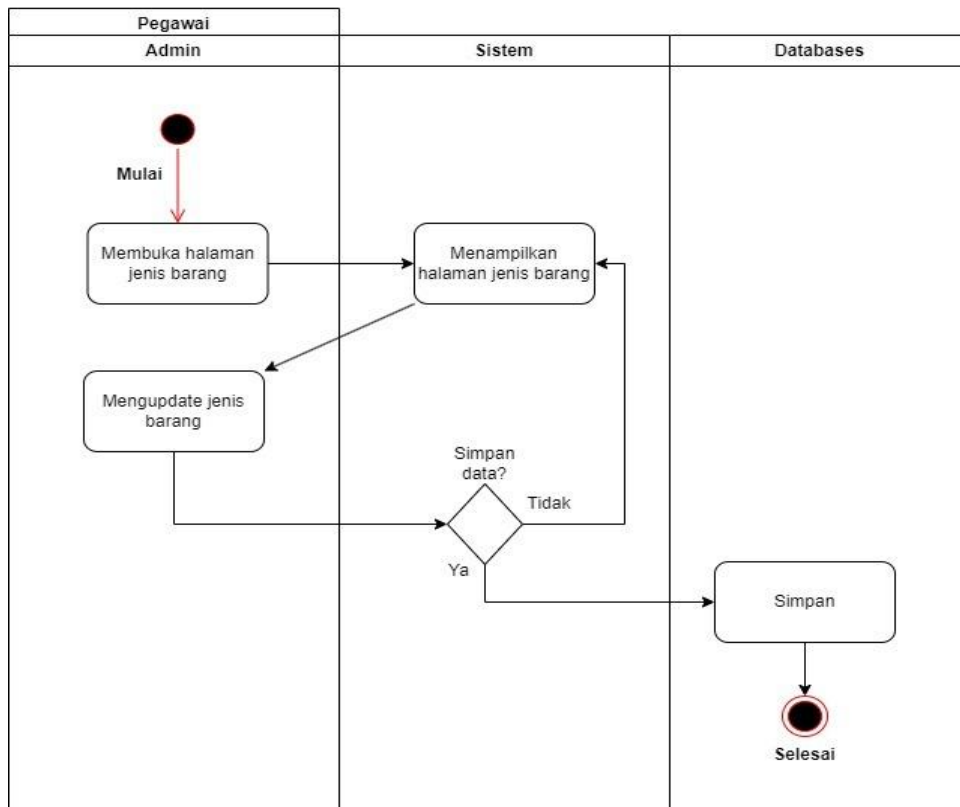 Pegawai
Admin
Sistem
Databases
Mulai
Membuka halaman
jenis barang
Menampilkan
halaman jenis barang
Mengupdate jenis
barang
Simpan
data?
Tidak
Ya
Simpan
Selesai